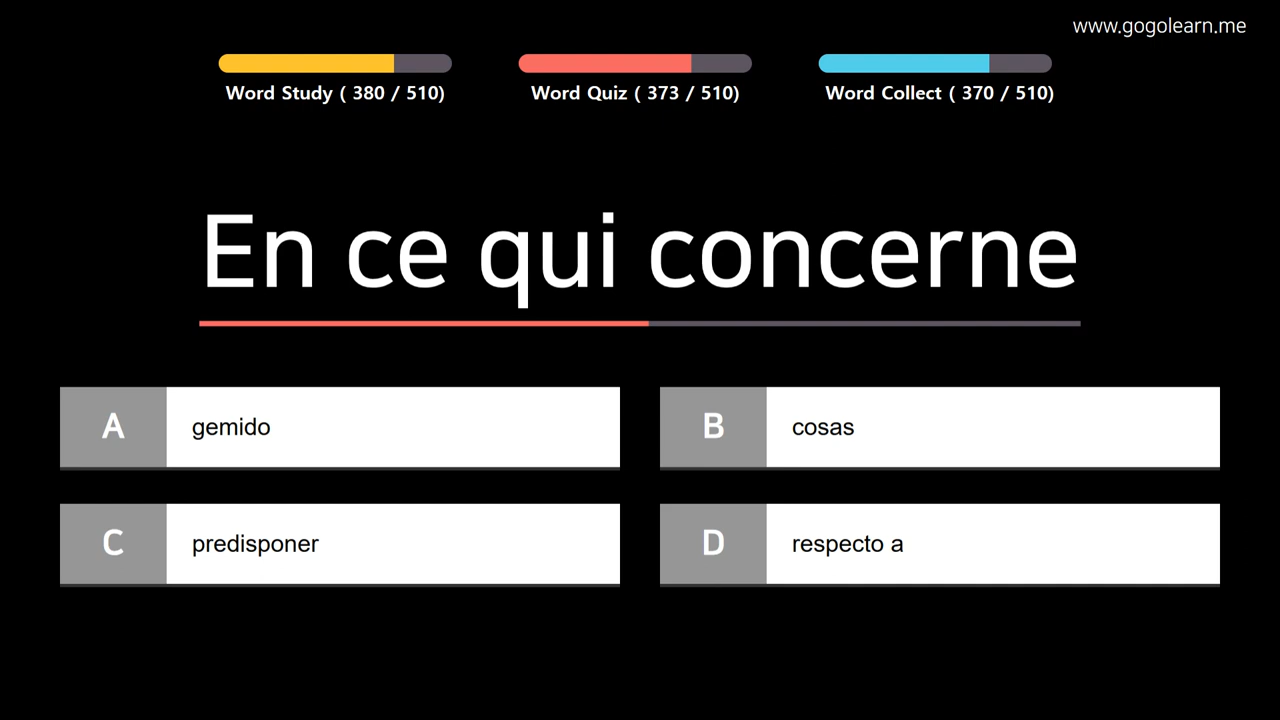 www.gogolearn.me
Word Study ( 380 / 510)
Word Quiz ( 373 / 510)
Word Collect ( 370 / 510)
En ce qui concerne
A gemido
B cosas
C predisponer
D respecto a